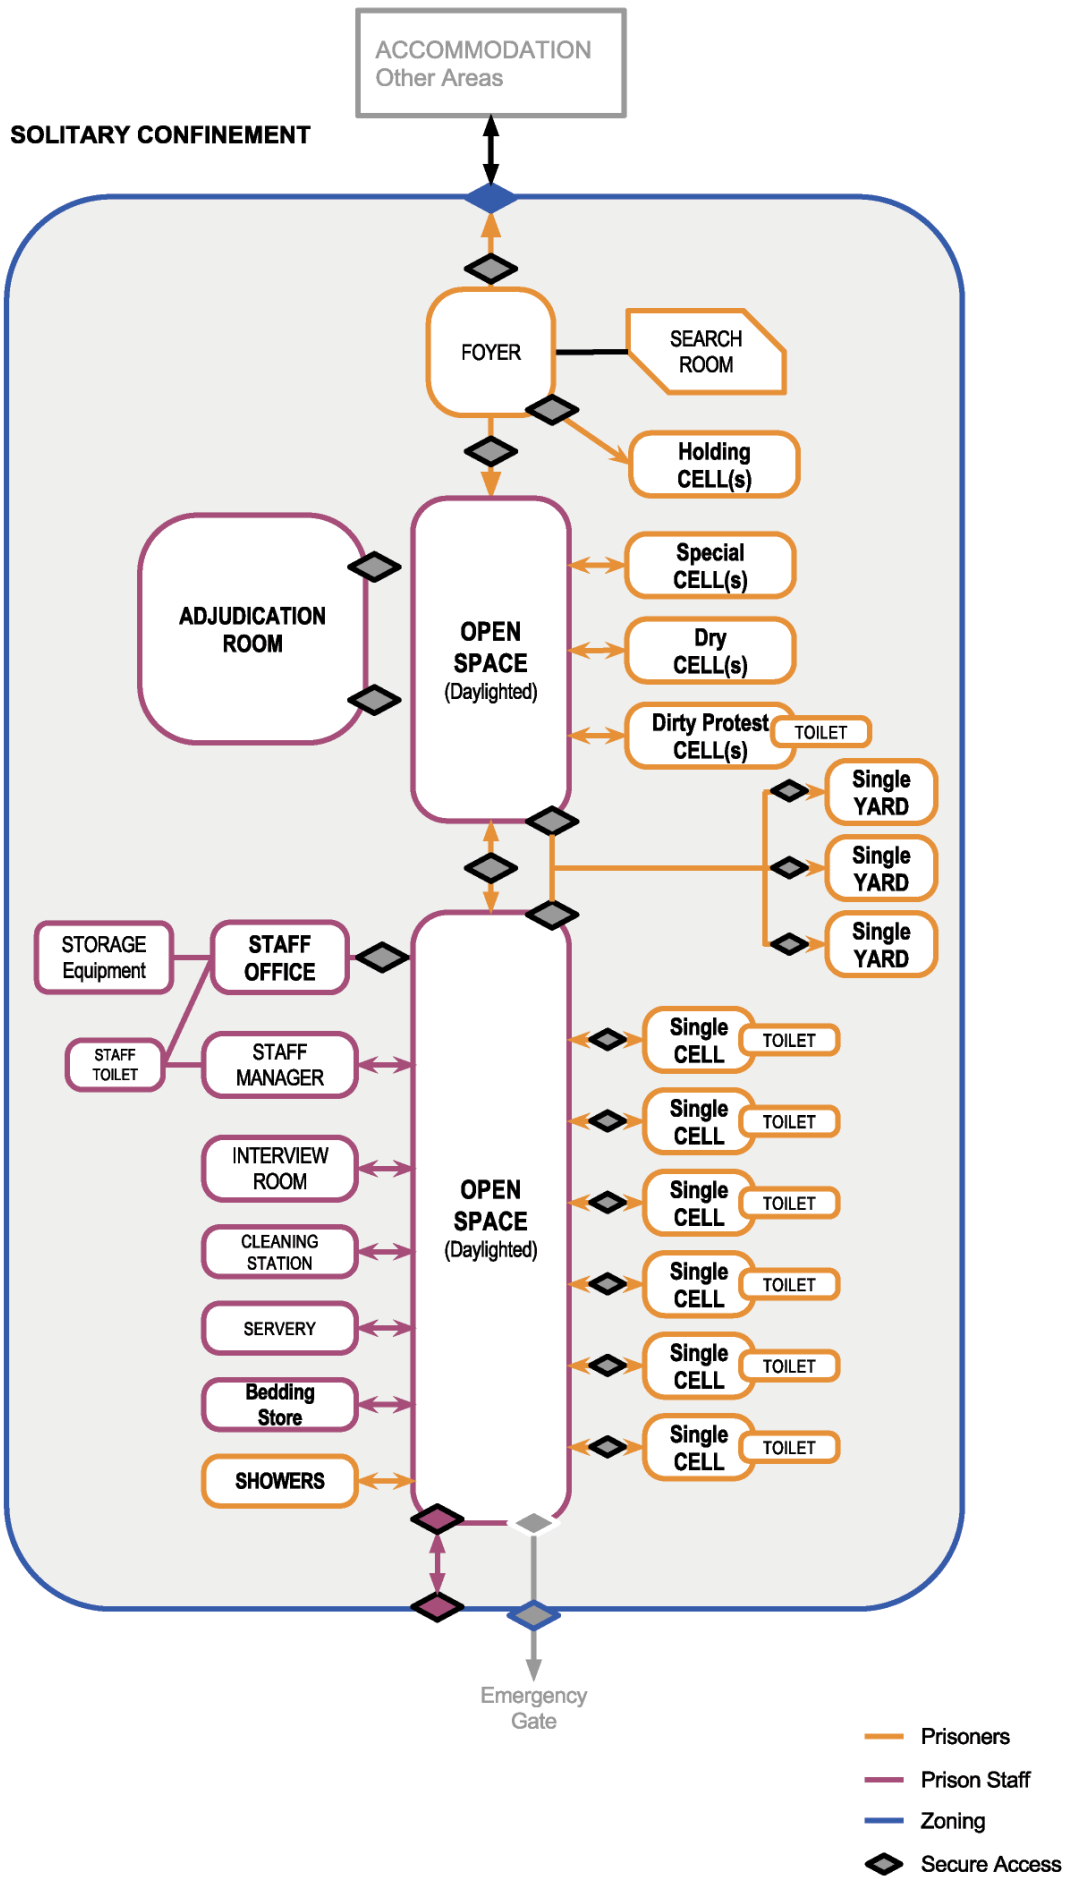 ACCOMMODATION
Other Areas
SOLITARY CONFINEMENT
FOYER
SEARCH
ROOM
Holding
CELL(s)
Special
CELL(s)
ADJUDICATION
ROOM
OPEN
SPACE
(Daylighted)
Dry
CELL(s)
Dirty Protest
CELL(s)
TOILET
Single
YARD
Single
YARD
Single
YARD
STORAGE
Equipment
STAFF
OFFICE
STAFF
TOILET
STAFF
MANAGER
INTERVIEW
ROOM
CLEANING
STATION
SERVERY
Bedding
Store
SHOWERS
OPEN
SPACE
(Daylighted)
Single
CELL
TOILET
Single
CELL
TOILET
Single
CELL
TOILET
Single
CELL
TOILET
Single
CELL
TOILET
Single
CELL
TOILET
Emergency
Gate
Prisoners
Prison Staff
Zoning
Secure Access